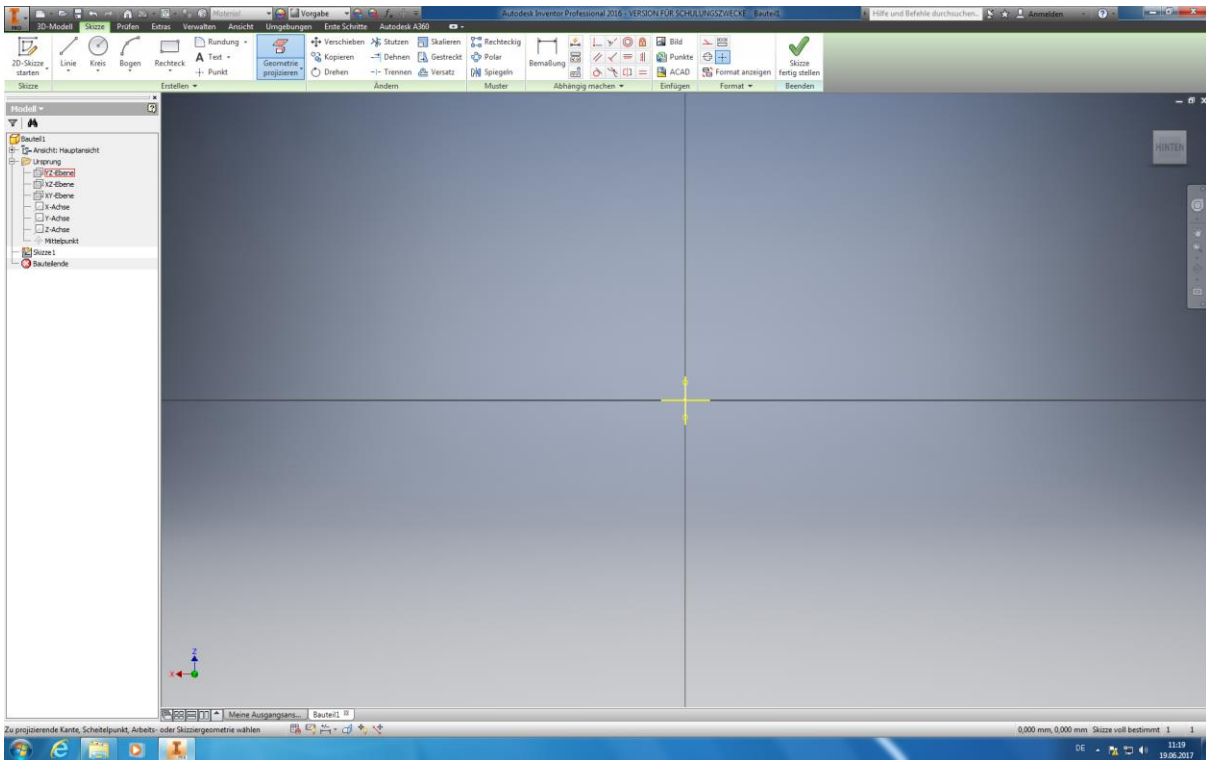 Material Vorgabe Autodesk Inventor Professional 2016 - VERSION FÜR SCHULUNGSZWECKE Bauteil1 Hilfe und Befehle durchsuchen... Anmelden
3D-Modell Skizze Prüfen Extras Verwalten Ansicht Umgebungen Erste Schritte Autodesk A360
2D-Skizze starten
Linie
Kreis
Bogen
Rechteck
Rundung
Text
Punkt
Geometrie projizieren
Verschieben Stutzen Skalieren
Kopieren Dehnen Gestreckt
Drehen Trennen Versatz
Rechteckig
Polar
Spiegeln
Bemaßung
Bild
Punkte
ACAD
Format anzeigen
Skizze fertig stellen
Skizze Erstellen Ändern Muster Abhängig machen Einfügen Format Beenden
Modell
Bauteil1
Ansicht: Hauptansicht
Ursprung
YZ-Ebene
XZ-Ebene
XY-Ebene
X-Achse
Y-Achse
Z-Achse
Mittelpunkt
Skizze1
Bauteilende
HINTEN
Z
X
Meine Ausgangsans... Bauteil1
Zu projizierende Kante, Scheitelpunkt, Arbeits- oder Skizziergeometrie wählen 0,000 mm, 0,000 mm Skizze voll bestimmt 1 1
DE 11:19
19.06.2017